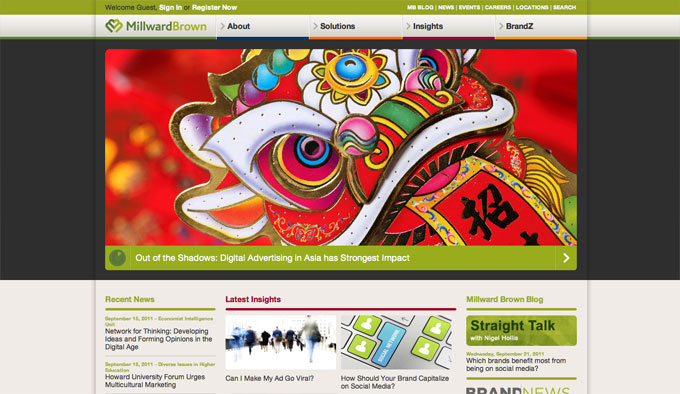 Welcome Guest, Sign In or Register Now
MB BLOG | NEWS | EVENTS | CAREERS | LOCATIONS | SEARCH
MillwardBrown
About
Solutions
Insights
BrandZ
招
Out of the Shadows: Digital Advertising in Asia has Strongest Impact
Recent News
September 15, 2011 - Economist Intelligence
Unit
Network for Thinking: Developing
Ideas and Forming Opinions in the
Digital Age
September 15, 2011 - Diverse Issues in Higher
Education
Howard University Forum Urges
Multicultural Marketing
Latest Insights
Can I Make My Ad Go Viral?
SOCIAL NETWORK
How Should Your Brand Capitalize
on Social Media?
Millward Brown Blog
Straight Talk
with Nigel Hollis
Wednesday, September 21, 2011
Which brands benefit most from
being on social media?
BRANDNEWS